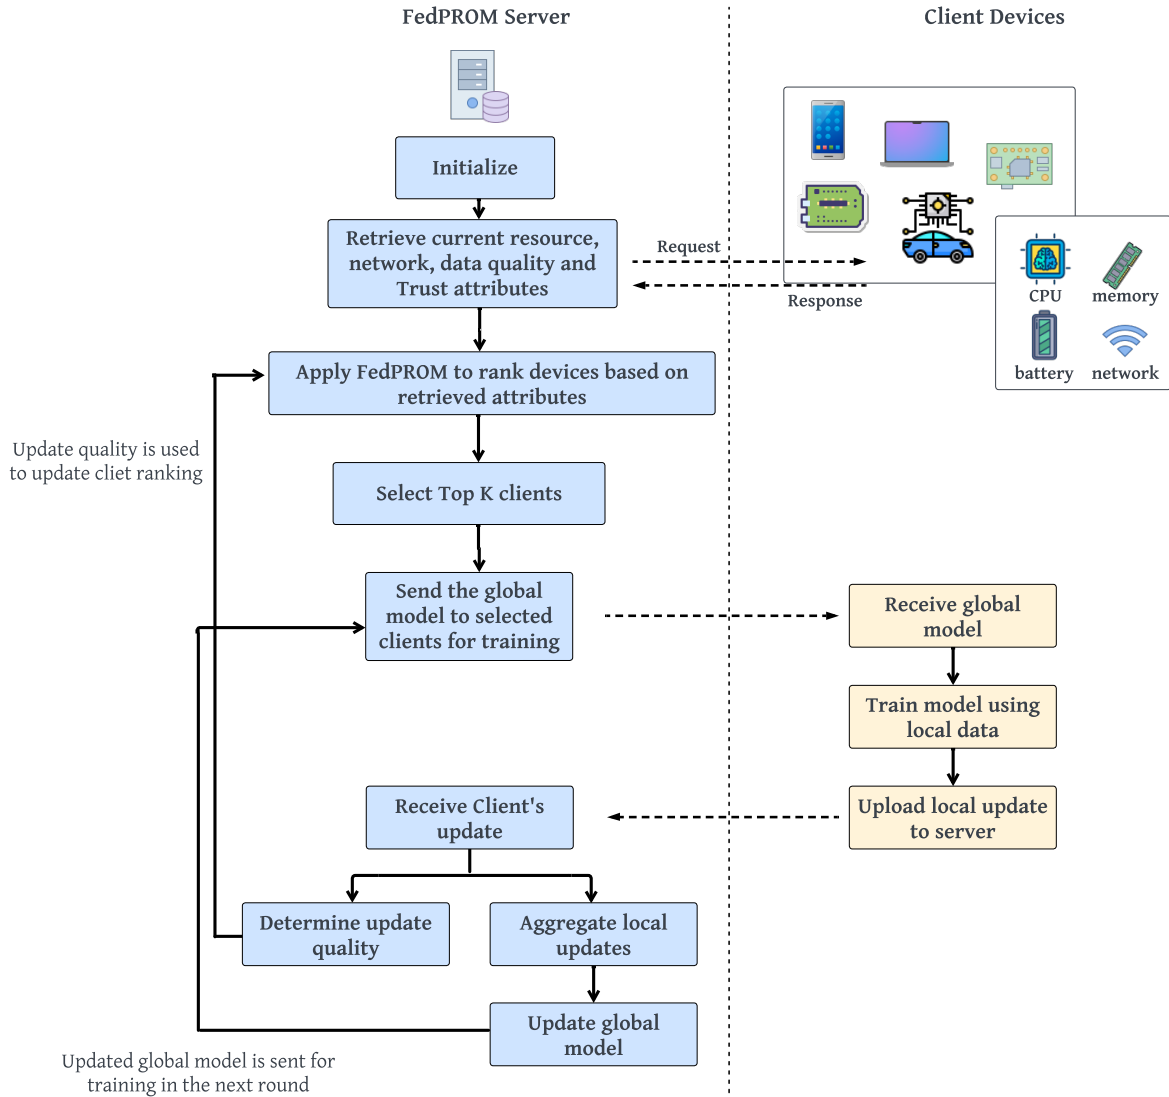 FedPROM Server
Client Devices
Initialize
Retrieve current resource,
network, data quality and
Trust attributes
Request
Response
CPU
memory
battery
network
Apply FedPROM to rank devices based on
retrieved attributes
Update quality is used
to update cliet ranking
Select Top K clients
Send the global
model to selected
clients for training
Receive global
model
Train model using
local data
Upload local update
to server
Receive Client's
update
Determine update
quality
Aggregate local
updates
Update global
model
Updated global model is sent for
training in the next round